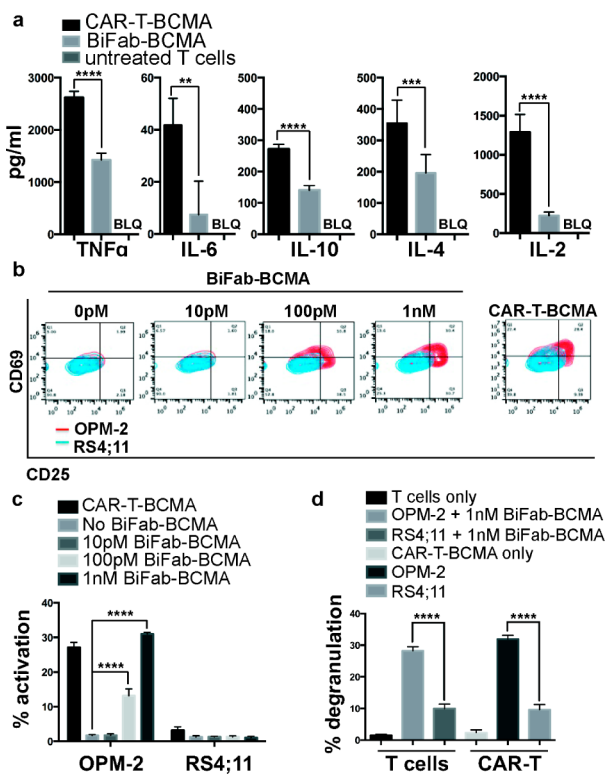 a
CAR-T-BCMA
BiFab-BCMA
untreated T cells
pg/ml
3000
2000
1000
0
****
BLQ
TNFα
60
40
20
0
**
BLQ
IL-6
400
300
200
100
0
****
BLQ
IL-10
500
400
300
200
100
0
***
BLQ
IL-4
2000
1500
1000
500
0
****
BLQ
IL-2
b
BiFab-BCMA
0pM 10pM 100pM 1nM CAR-T-BCMA
CD69
OPM-2
RS4;11
CD25
c
CAR-T-BCMA
No BiFab-BCMA
10pM BiFab-BCMA
100pM BiFab-BCMA
1nM BiFab-BCMA
% activation
40
30
20
10
0
****
****
OPM-2 RS4;11
d
T cells only
OPM-2 + 1nM BiFab-BCMA
RS4;11 + 1nM BiFab-BCMA
CAR-T-BCMA only
OPM-2
RS4;11
% degranulation
40
30
20
10
0
**** ****
T cells CAR-T